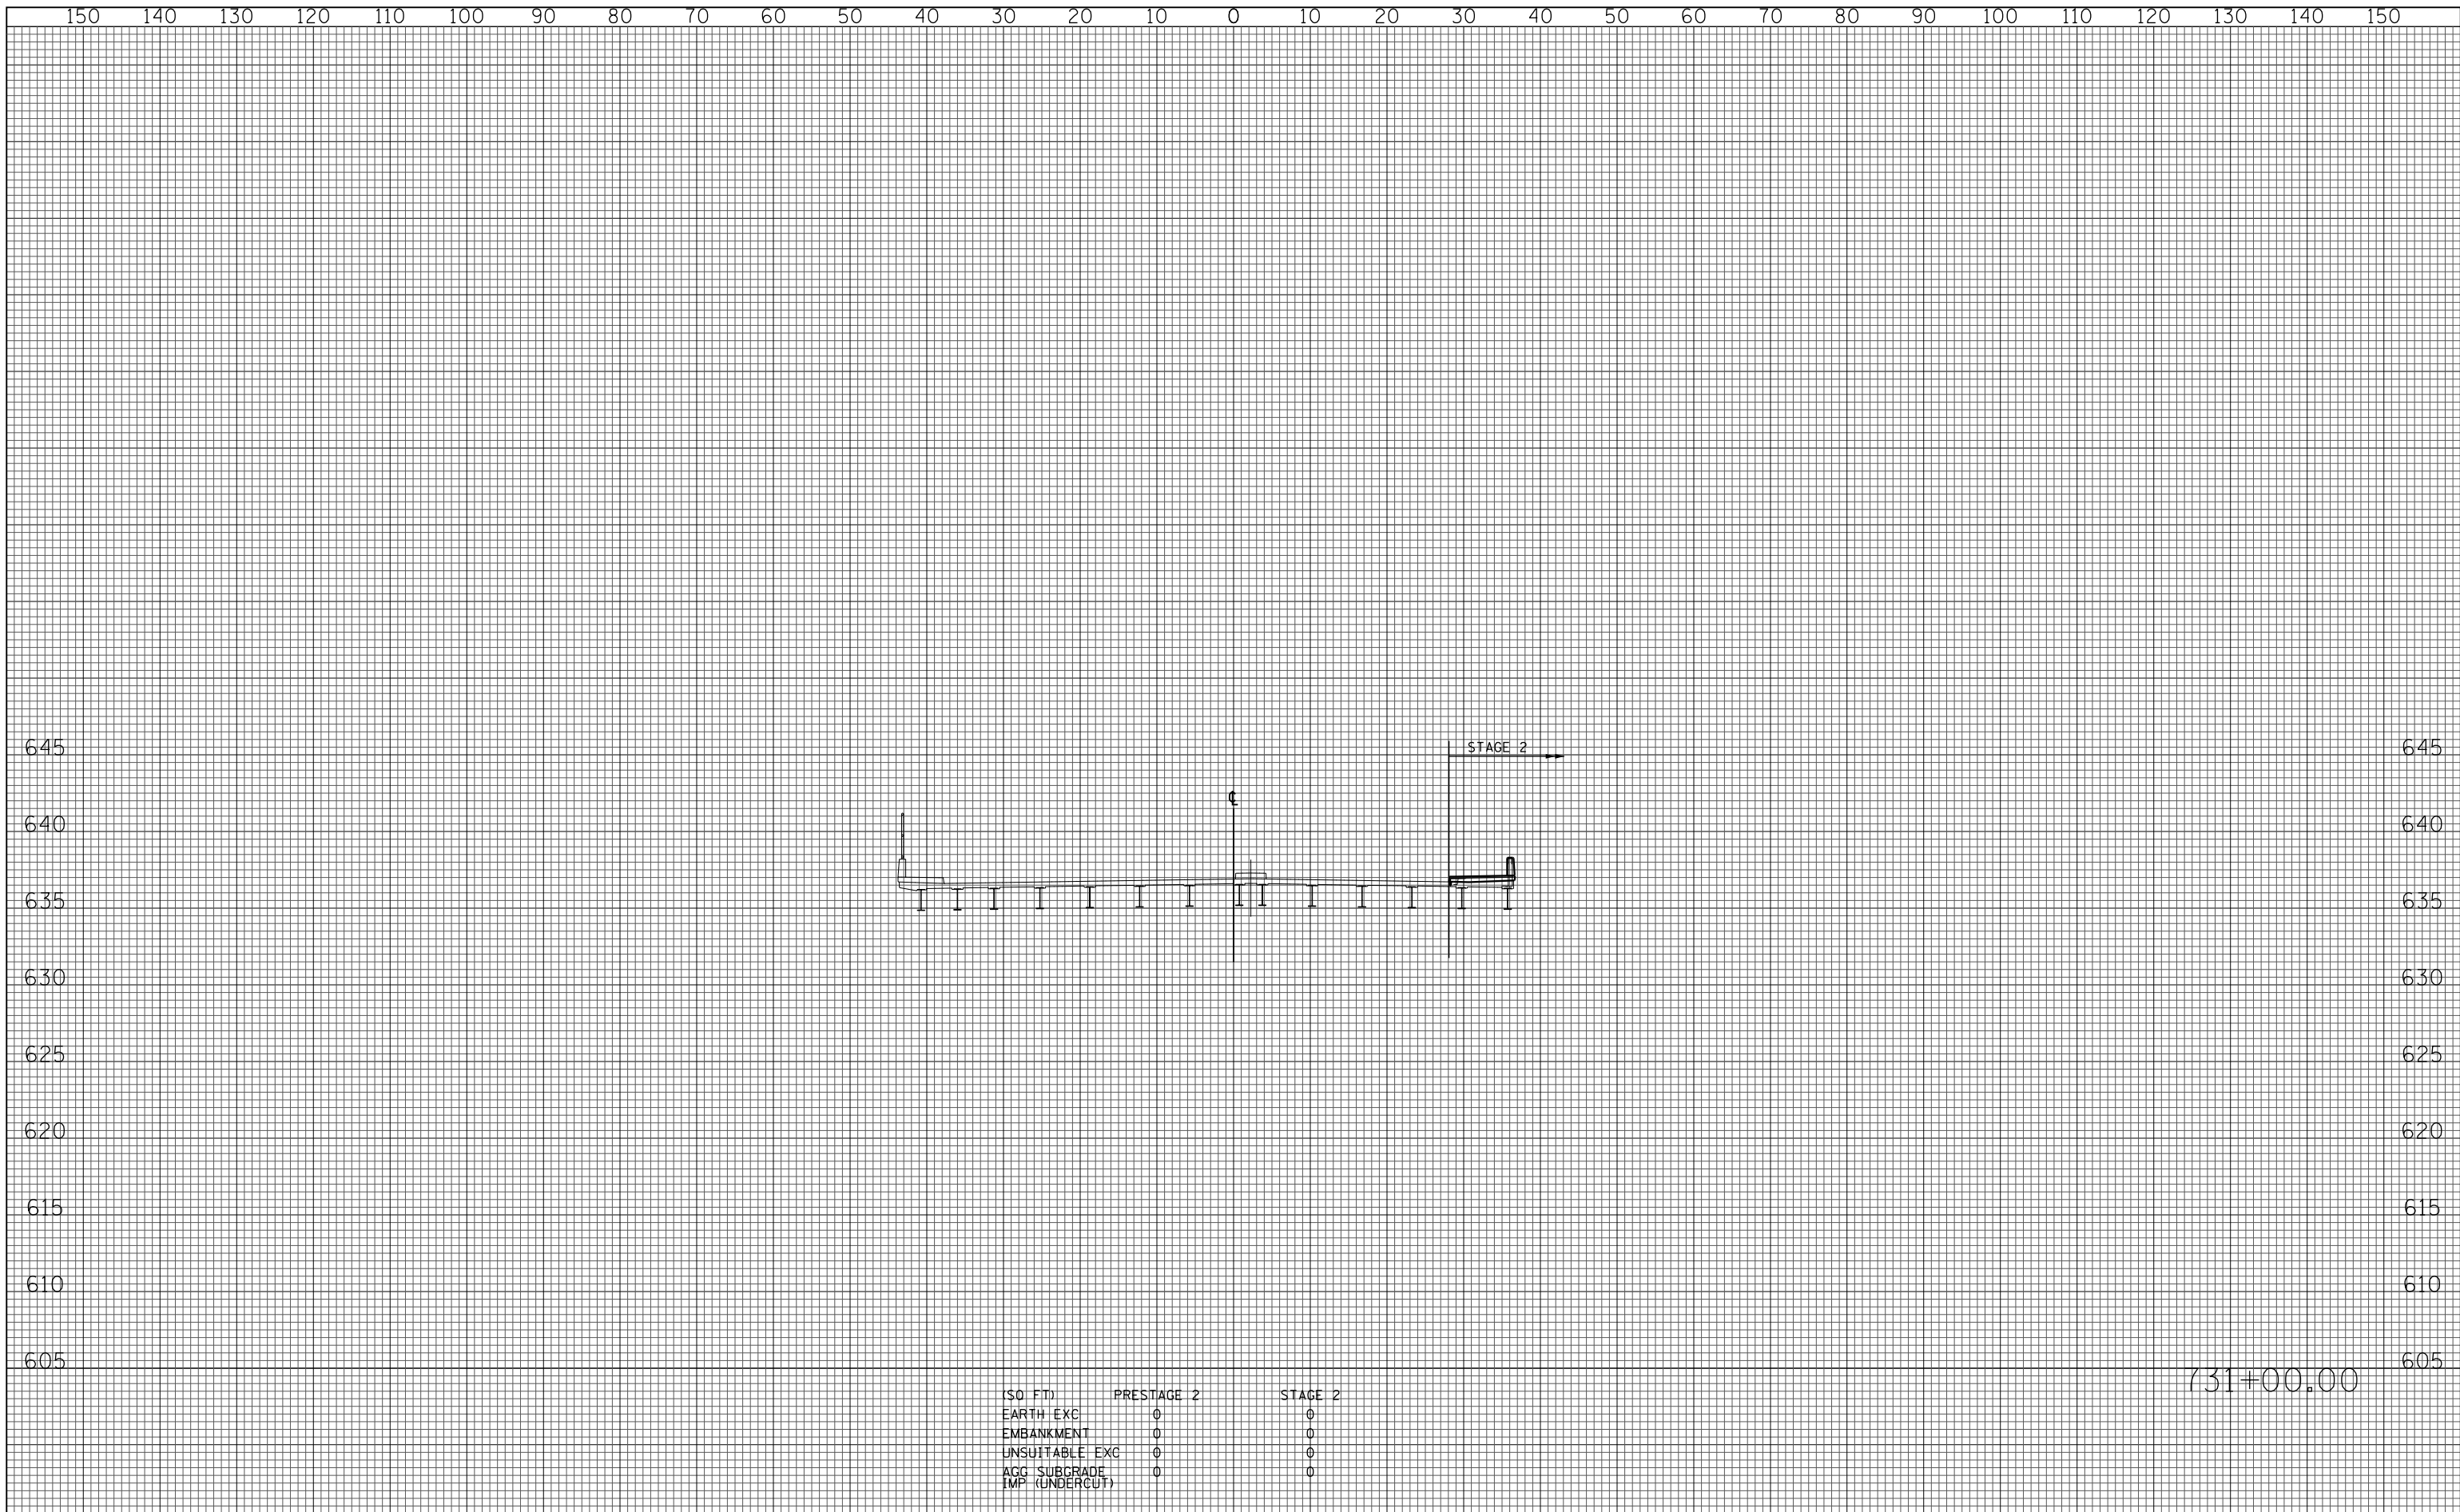 150 140 130 120 110 100 90 80 70 60 50 40 30 20 10 0 10 20 30 40 50 60 70 80 90 100 110 120 130 140 150
645 STAGE 2 645
℄
640 640
635 635
630 630
625 625
620 620
615 615
610 610
605 605
731+00.00
(SQ FT) PRESTAGE 2 STAGE 2
EARTH EXC 0 0
EMBANKMENT 0 0
UNSUITABLE EXC 0 0
AGG SUBGRADE 0 0
IMP (UNDERCUT)